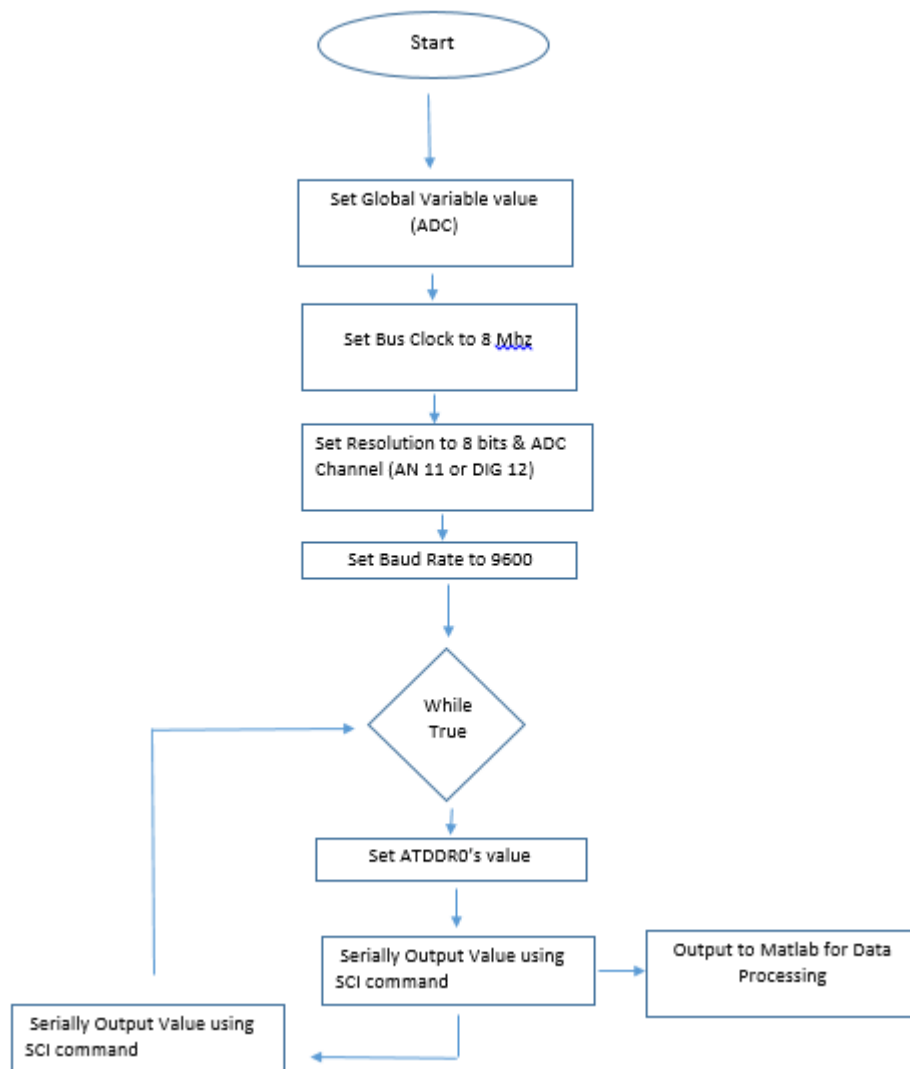 Start
Set Global Variable value
(ADC)
Set Bus Clock to 8 Mhz
Set Resolution to 8 bits & ADC
Channel (AN 11 or DIG 12)
Set Baud Rate to 9600
While
True
Set ATDDR0's value
Serially Output Value using
SCI command
Output to Matlab for Data
Processing
Serially Output Value using
SCI command